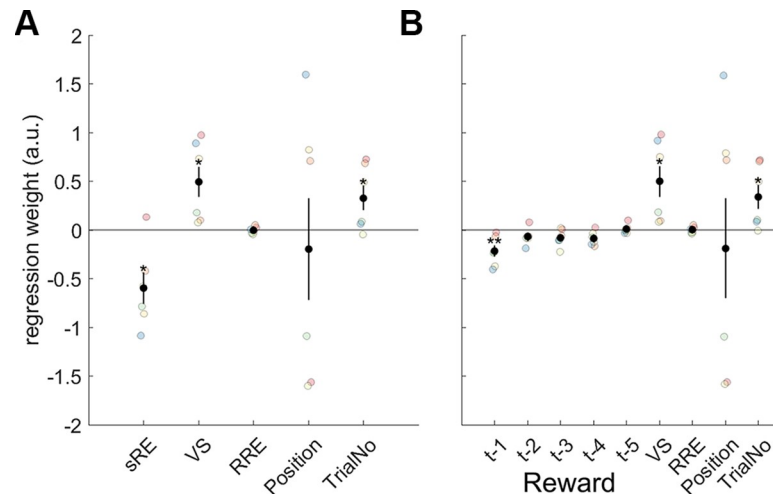 A
B
regression weight (a.u.)
2
1.5
1
0.5
0
-0.5
-1
-1.5
-2
*
*
*
sRE
VS
RRE
Position
TrialNo
**
*
*
t-1
t-2
t-3
t-4
t-5
VS
RRE
Position
TrialNo
Reward